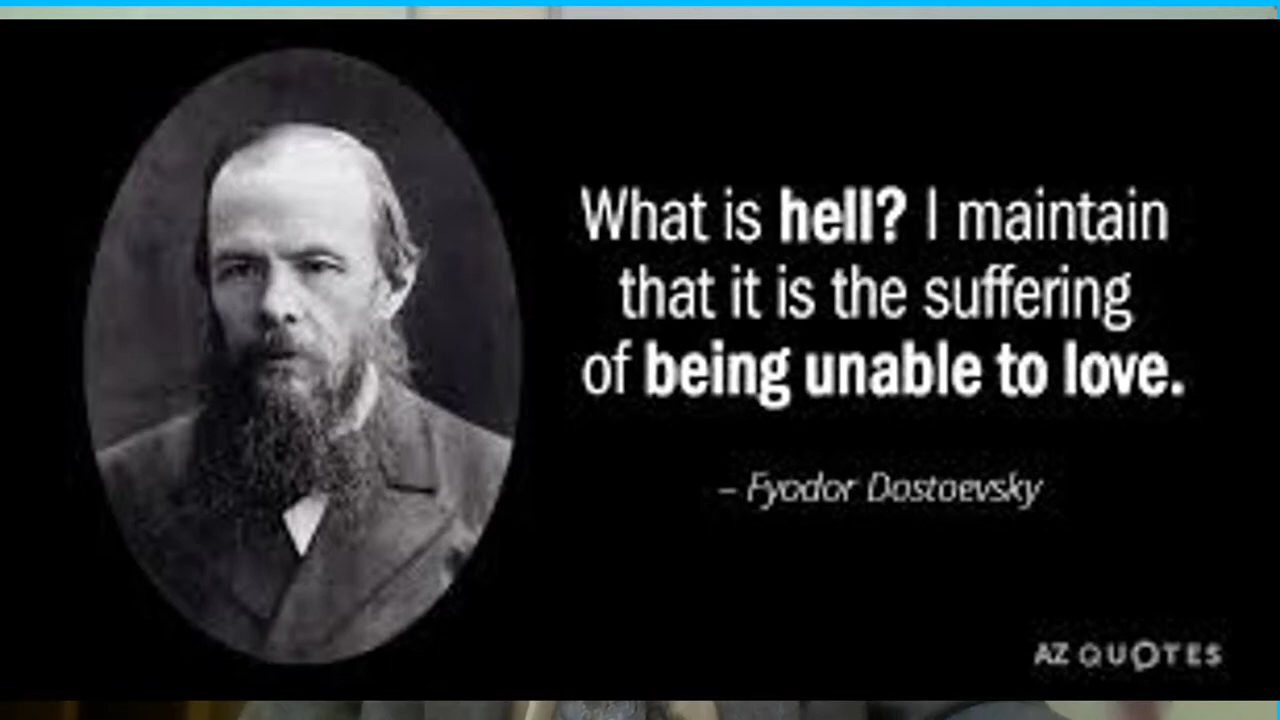 What is hell? I maintain
that it is the suffering
of being unable to love.
– Fyodor Dostoevsky
AZ QUOTES